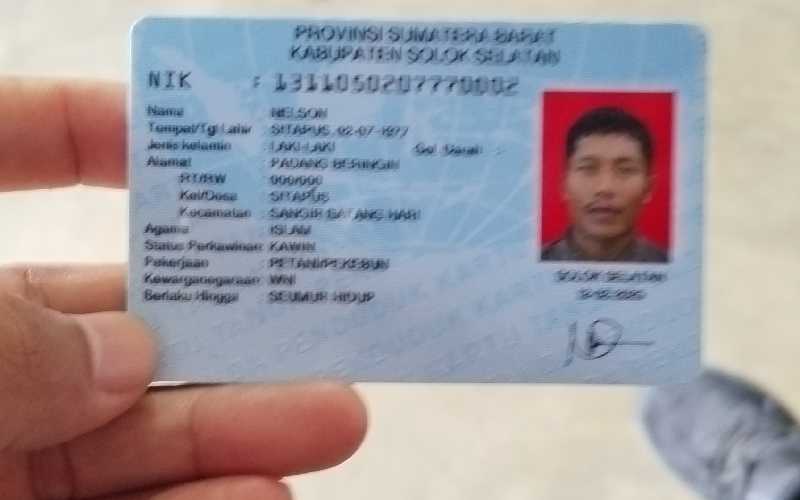 PROVINSI SUMATERA BARAT
KABUPATEN SOLOK SELATAN
NIK : 1311050207770002
Nama : NELSON
Tempat/Tgl Lahir : SITAPUS, 02-07-1977
Jenis kelamin : LAKI-LAKI Gol. Darah : -
Alamat : PADANG BERINGIN
RT/RW : 000/000
Kel/Desa : SITAPUS
Kecamatan : SANGIR BATANG HARI
Agama : ISLAM
Status Perkawinan: KAWIN
Pekerjaan : PETANI/PEKEBUN
Kewarganegaraan: WNI
Berlaku Hingga : SEUMUR HIDUP
SOLOK SELATAN